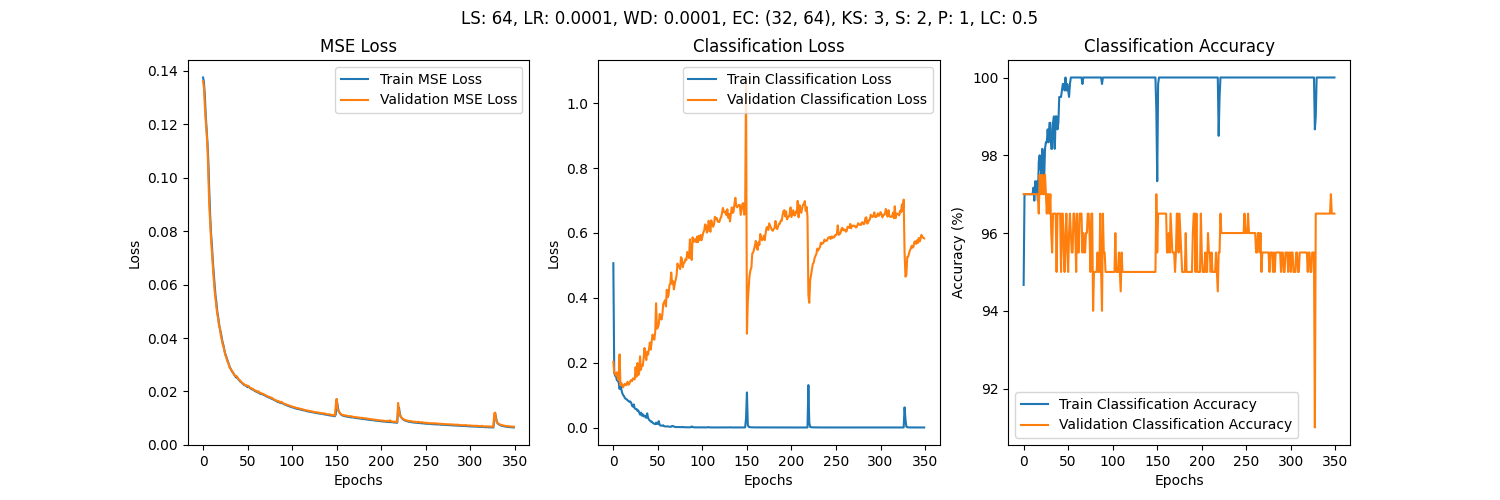 LS: 64, LR: 0.0001, WD: 0.0001, EC: (32, 64), KS: 3, S: 2, P: 1, LC: 0.5
MSE Loss
Train MSE Loss
Validation MSE Loss
Loss
0.14
0.12
0.10
0.08
0.06
0.04
0.02
0.00
0 50 100 150 200 250 300 350
Epochs
Classification Loss
Train Classification Loss
Validation Classification Loss
Loss
1.0
0.8
0.6
0.4
0.2
0.0
0 50 100 150 200 250 300 350
Epochs
Classification Accuracy
Accuracy (%)
100
98
96
94
92
Train Classification Accuracy
Validation Classification Accuracy
0 50 100 150 200 250 300 350
Epochs